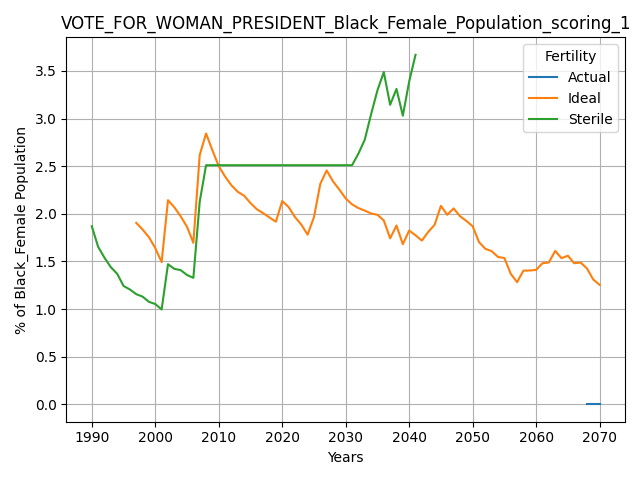 VOTE_FOR_WOMAN_PRESIDENT_Black_Female_Population_scoring_1
Fertility
Actual
Ideal
Sterile
% of Black_Female Population
3.5
3.0
2.5
2.0
1.5
1.0
0.5
0.0
1990 2000 2010 2020 2030 2040 2050 2060 2070
Years